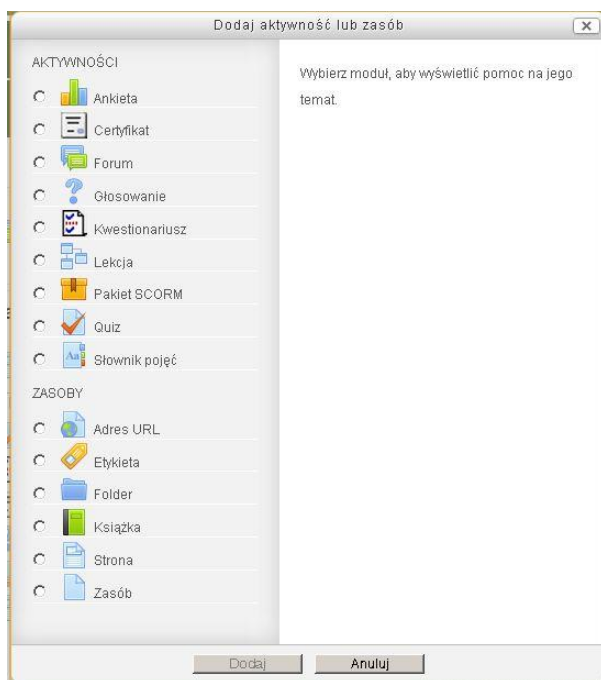 Dodaj aktywność lub zasób
AKTYWNOŚCI
Ankieta
Certyfikat
Forum
Głosowanie
Kwestionariusz
Lekcja
Pakiet SCORM
Quiz
Słownik pojęć
ZASOBY
Adres URL
Etykieta
Folder
Książka
Strona
Zasób
Wybierz moduł, aby wyświetlić pomoc na jego
temat.
Dodaj
Anuluj